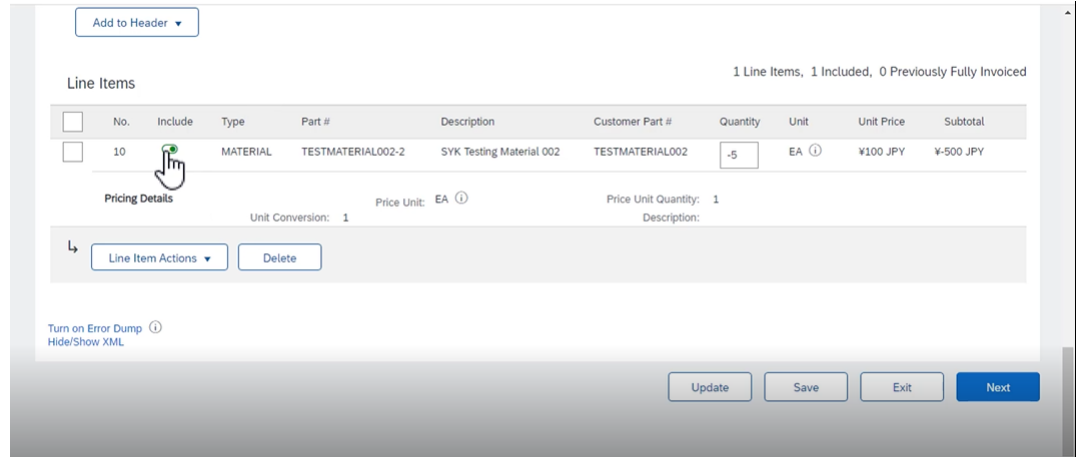 Add to Header
1 Line Items, 1 Included, 0 Previously Fully Invoiced
Line Items
No. Include Type Part # Description Customer Part # Quantity Unit Unit Price Subtotal
10 MATERIAL TESTMATERIAL002-2 SYK Testing Material 002 TESTMATERIAL002 -5 EA ¥100 JPY ¥-500 JPY
Pricing Details Price Unit: EA Price Unit Quantity: 1
Unit Conversion: 1 Description:
Line Item Actions Delete
Turn on Error Dump
Hide/Show XML
Update Save Exit Next